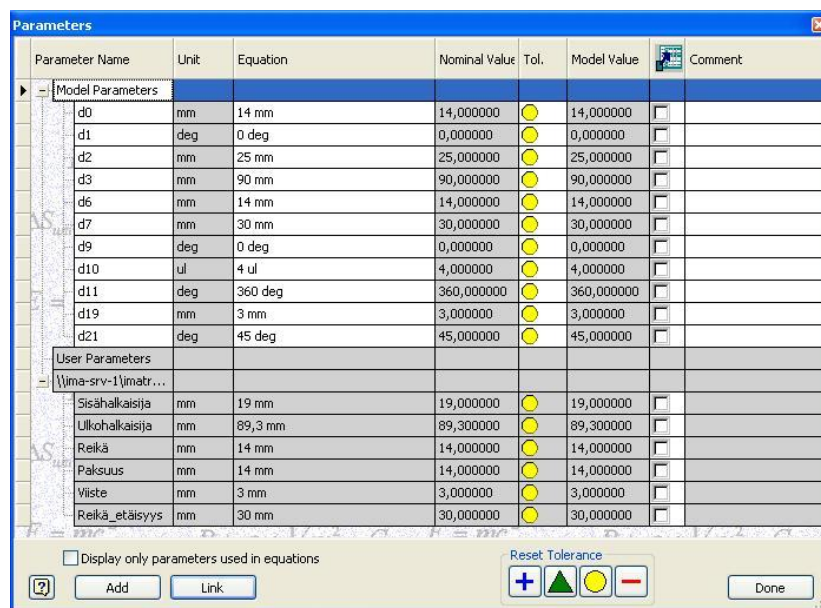 Parameters
Parameter Name Unit Equation Nominal Value Tol. Model Value Comment
Model Parameters
d0 mm 14 mm 14,000000 14,000000
d1 deg 0 deg 0,000000 0,000000
d2 mm 25 mm 25,000000 25,000000
d3 mm 90 mm 90,000000 90,000000
d6 mm 14 mm 14,000000 14,000000
d7 mm 30 mm 30,000000 30,000000
d9 deg 0 deg 0,000000 0,000000
d10 ul 4 ul 4,000000 4,000000
d11 deg 360 deg 360,000000 360,000000
d19 mm 3 mm 3,000000 3,000000
d21 deg 45 deg 45,000000 45,000000
User Parameters
\\ima-srv-1\imatr...
Sisähalkaisija mm 19 mm 19,000000 19,000000
Ulkohalkaisija mm 89,3 mm 89,300000 89,300000
Reikä mm 14 mm 14,000000 14,000000
Paksuus mm 14 mm 14,000000 14,000000
Viiste mm 3 mm 3,000000 3,000000
Reikä_etäisyys mm 30 mm 30,000000 30,000000
Display only parameters used in equations
Reset Tolerance
Add Link Done